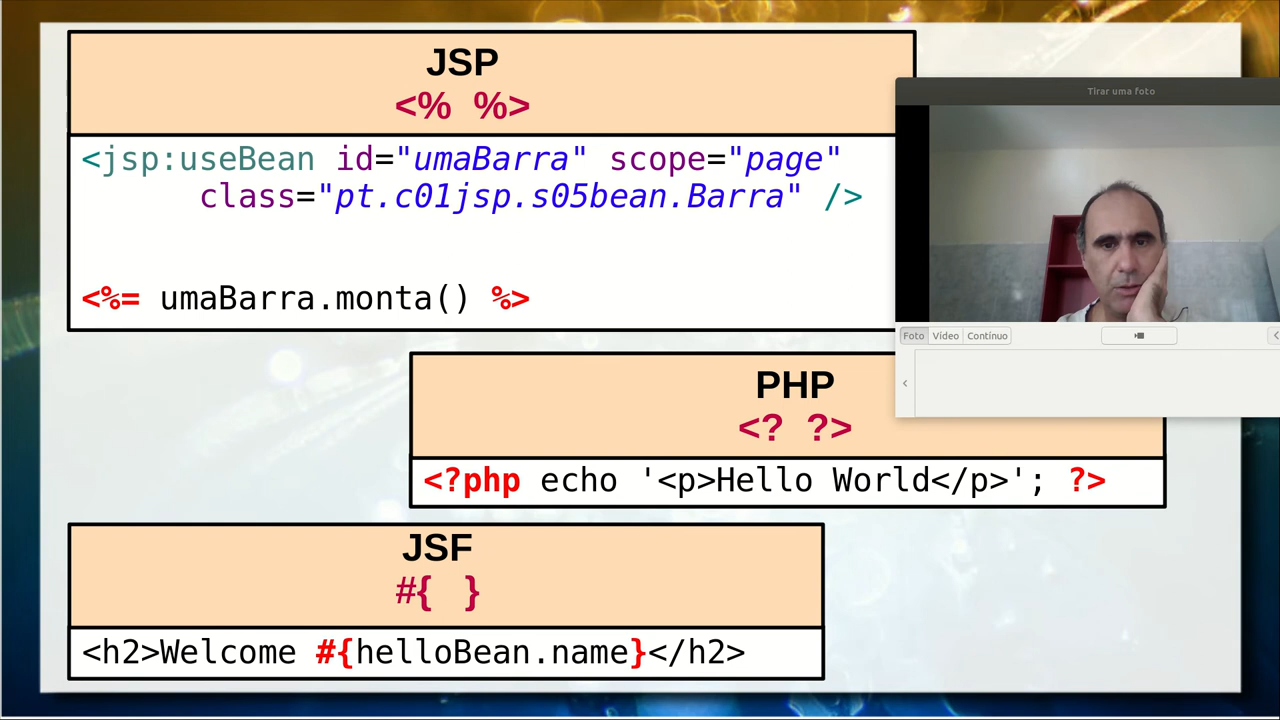 JSP
<% %>
<jsp:useBean id="umaBarra" scope="page"
class="pt.c01jsp.s05bean.Barra" />
<%= umaBarra.monta() %>
Tirar uma foto
Foto Vídeo Contínuo
PHP
<? ?>
<?php echo '<p>Hello World</p>'; ?>
JSF
#{ }
<h2>Welcome #{helloBean.name}</h2>